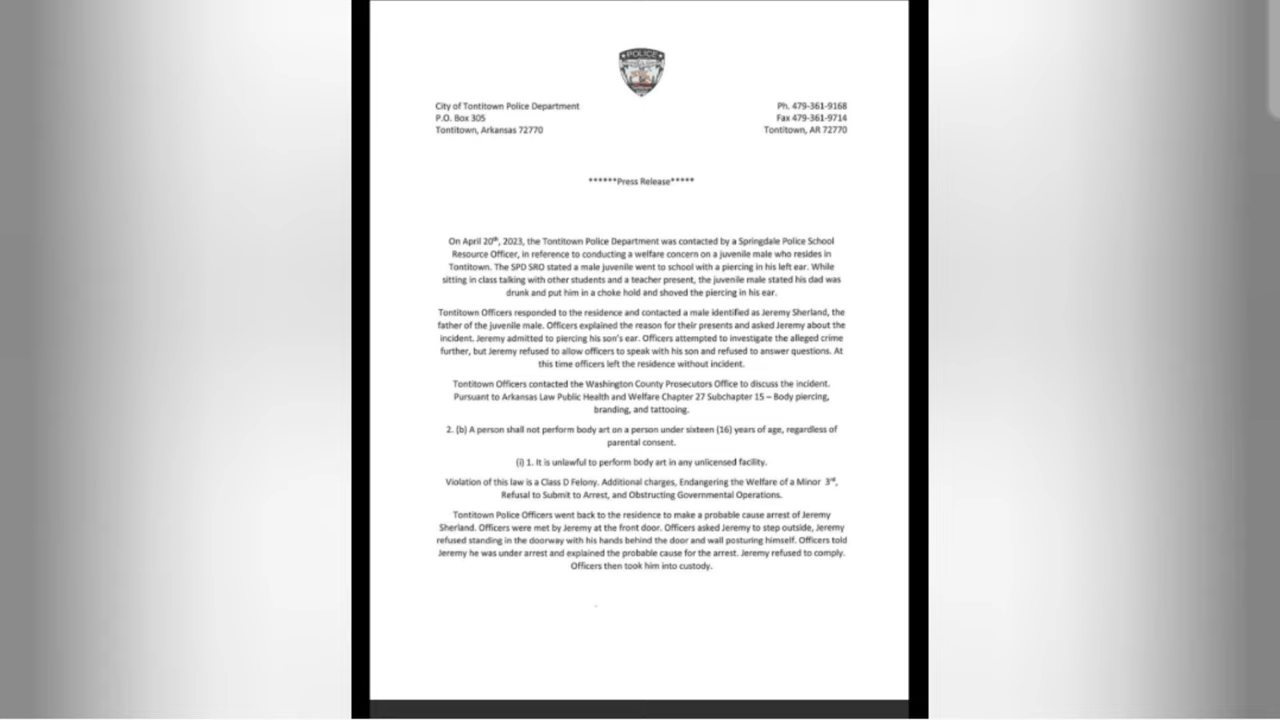 POLICE
City of Tontitown Police Department
P.O. Box 305
Tontitown, Arkansas 72770
Ph. 479-361-9168
Fax 479-361-9714
Tontitown, AR 72770
******Press Release*****
On April 20th, 2023, the Tontitown Police Department was contacted by a Springdale Police School
Resource Officer, in reference to conducting a welfare concern on a juvenile male who resides in
Tontitown. The SPD SRO stated a male juvenile went to school with a piercing in his left ear. While
sitting in class talking with other students and a teacher present, the juvenile male stated his dad was
drunk and put him in a choke hold and shoved the piercing in his ear.
Tontitown Officers responded to the residence and contacted a male identified as Jeremy Sherland, the
father of the juvenile male. Officers explained the reason for their presents and asked Jeremy about the
incident. Jeremy admitted to piercing his son's ear. Officers attempted to investigate the alleged crime
further, but Jeremy refused to allow officers to speak with his son and refused to answer questions. At
this time officers left the residence without incident.
Tontitown Officers contacted the Washington County Prosecutors Office to discuss the incident.
Pursuant to Arkansas Law Public Health and Welfare Chapter 27 Subchapter 15 – Body piercing,
branding, and tattooing.
2. (b) A person shall not perform body art on a person under sixteen (16) years of age, regardless of
parental consent.
(i) 1. It is unlawful to perform body art in any unlicensed facility.
Violation of this law is a Class D Felony. Additional charges, Endangering the Welfare of a Minor 3rd,
Refusal to Submit to Arrest, and Obstructing Governmental Operations.
Tontitown Police Officers went back to the residence to make a probable cause arrest of Jeremy
Sherland. Officers were met by Jeremy at the front door. Officers asked Jeremy to step outside, Jeremy
refused standing in the doorway with his hands behind the door and wall posturing himself. Officers told
Jeremy he was under arrest and explained the probable cause for the arrest. Jeremy refused to comply.
Officers then took him into custody.